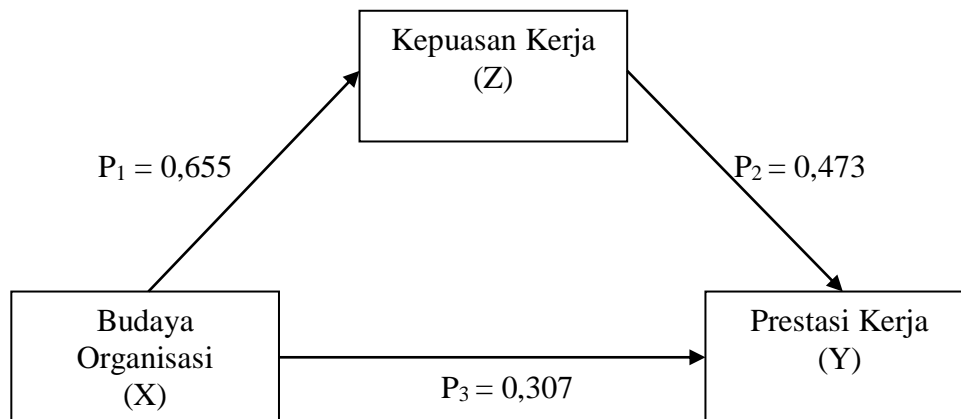 Kepuasan Kerja
(Z)
P₁ = 0,655
P₂ = 0,473
Budaya
Organisasi
(X)
P₃ = 0,307
Prestasi Kerja
(Y)